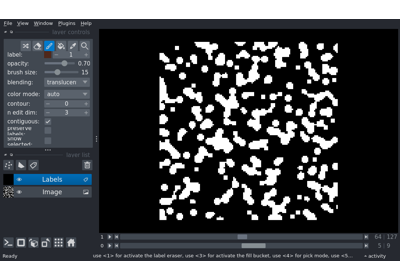 File View Window Plugins Help
layer controls
label: 1
opacity: 0.70
brush size: 15
blending: translucen
color mode: auto
contour: 0
n edit dim: 3
contiguous:
preserve
labels:
show
selected:
layer list
Labels
Image
1 64 127
0 5 9
Ready use <1> for activate the label eraser, use <3> for activate the fill bucket, use <4> for pick mode, use <5... activity